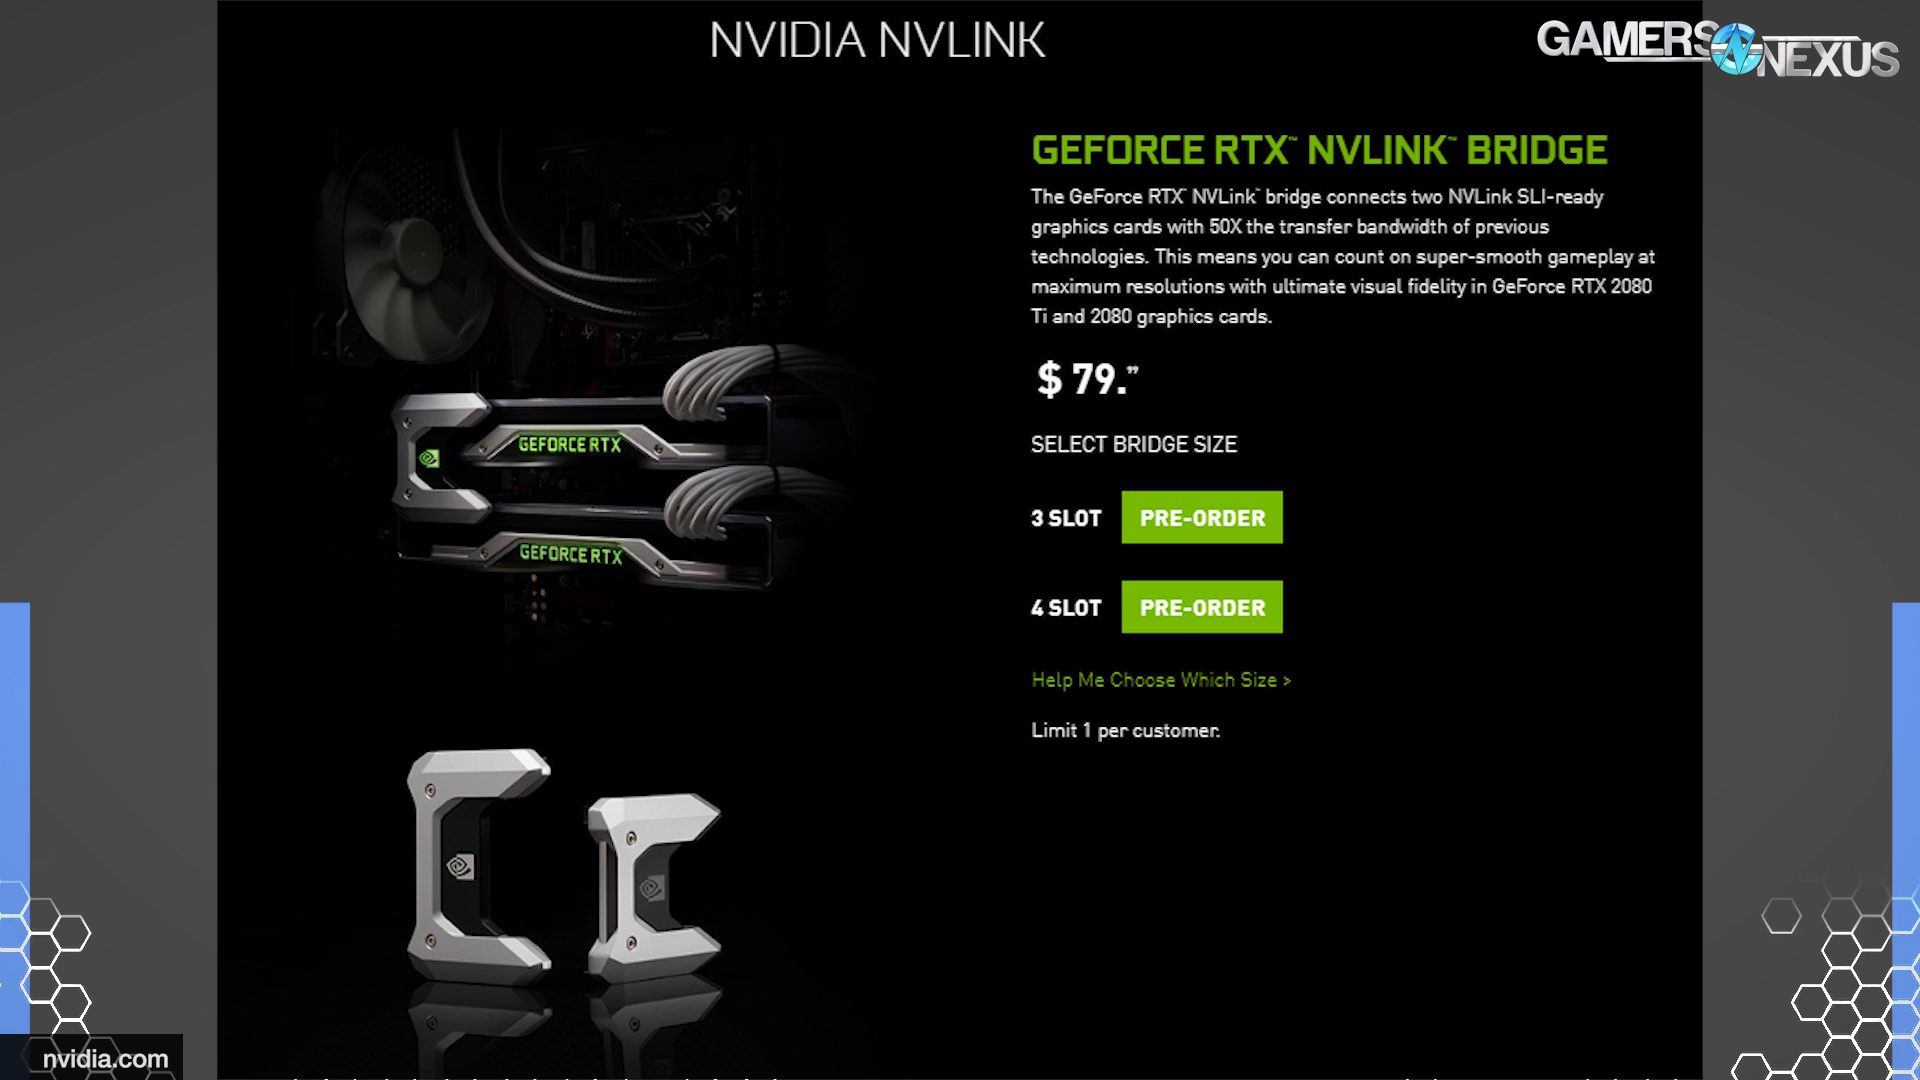 NVIDIA NVLINK
GAMERS NEXUS
GEFORCE RTX™ NVLINK™ BRIDGE
The GeForce RTX™ NVLink™ bridge connects two NVLink SLI-ready
graphics cards with 50X the transfer bandwidth of previous
technologies. This means you can count on super-smooth gameplay at
maximum resolutions with ultimate visual fidelity in GeForce RTX 2080
Ti and 2080 graphics cards.
$ 79.
SELECT BRIDGE SIZE
3 SLOT PRE-ORDER
4 SLOT PRE-ORDER
Help Me Choose Which Size >
Limit 1 per customer.
GEFORCE RTX
GEFORCE RTX
nvidia.com